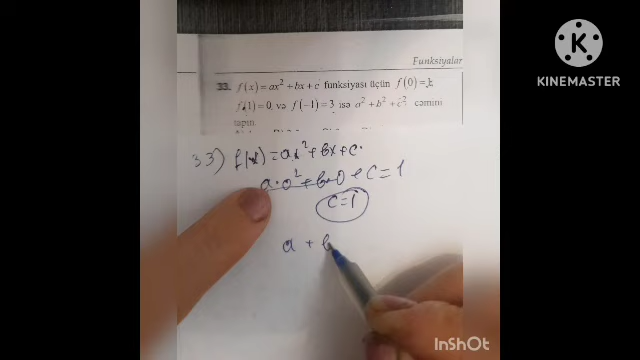 Funksiyalar
33. f(x) = ax² + bx + c funksiyası üçün f(0) = 1,
f(1) = 0, və f(−1) = 3 isə a² + b² + c² cəmini
tapın.
33) f(x) = ax² + bx + c.
a·0² + b·0 + c = 1
c = 1
a + b
K
KINEMASTER
InShOt